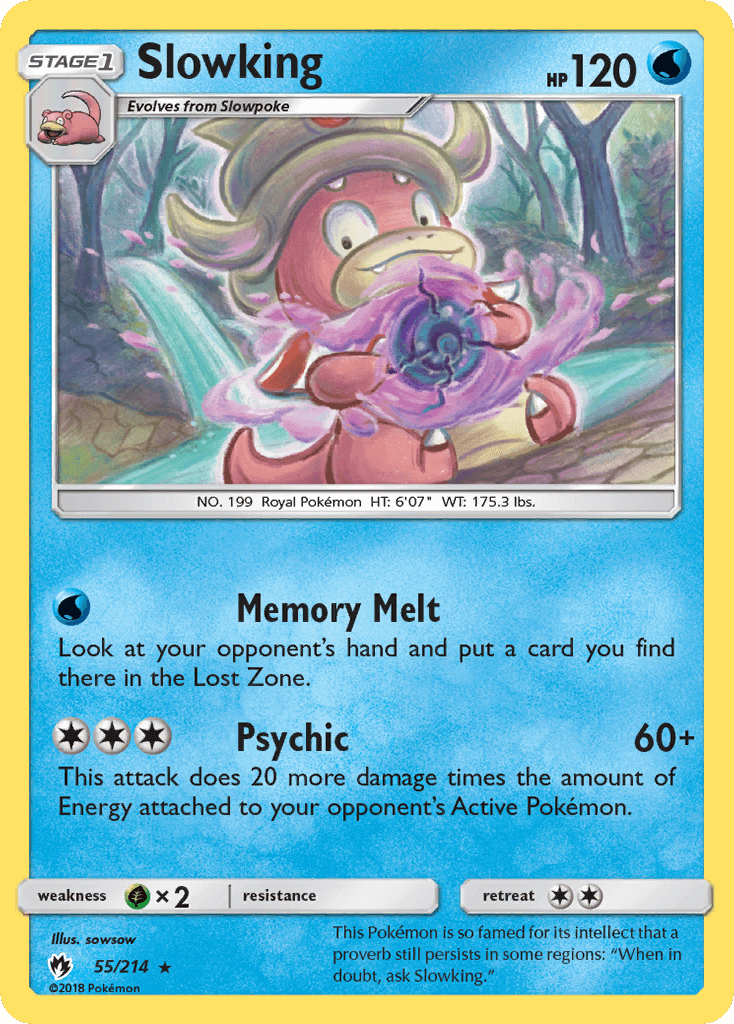 STAGE1
Slowking
HP 120
Evolves from Slowpoke
NO. 199 Royal Pokémon HT: 6'07" WT: 175.3 lbs.
Memory Melt
Look at your opponent's hand and put a card you find
there in the Lost Zone.
Psychic 60+
This attack does 20 more damage times the amount of
Energy attached to your opponent's Active Pokémon.
weakness ×2 resistance retreat
Illus. sowsow
55/214 ★
©2018 Pokémon
This Pokémon is so famed for its intellect that a
proverb still persists in some regions: "When in
doubt, ask Slowking."